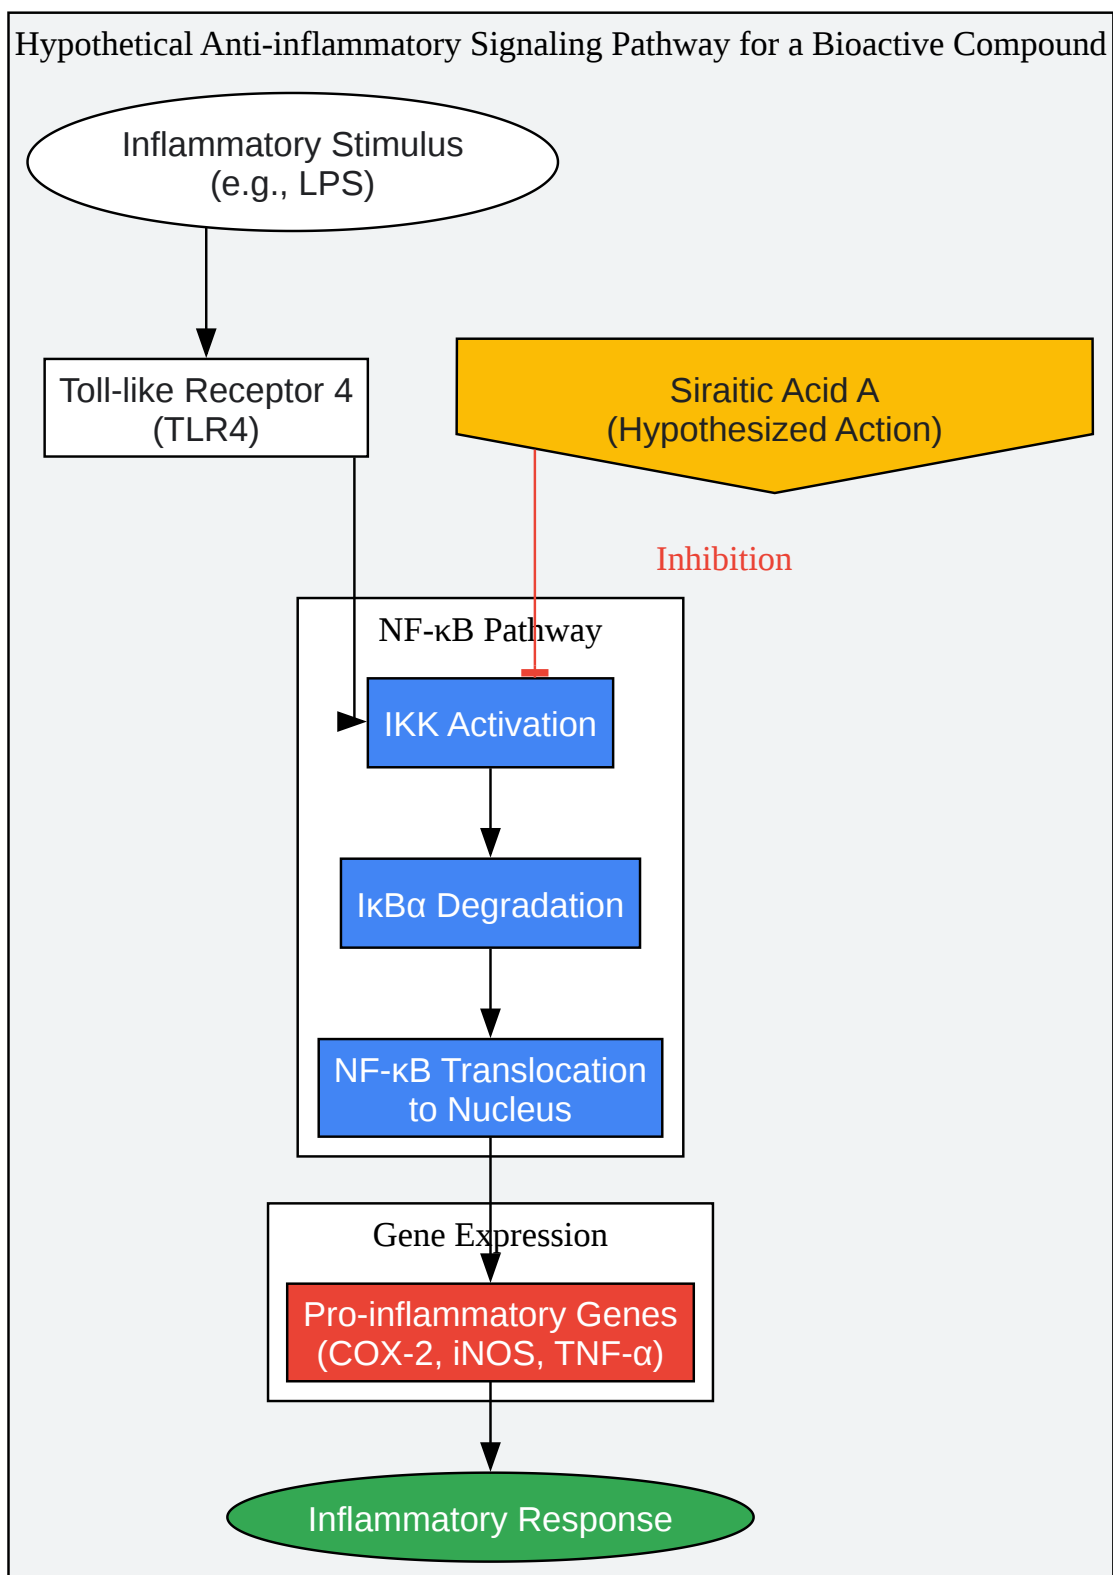 Hypothetical Anti-inflammatory Signaling Pathway for a Bioactive Compound
Inflammatory Stimulus
(e.g., LPS)
Toll-like Receptor 4
(TLR4)
Siraitic Acid A
(Hypothesized Action)
Inhibition
NF-κB Pathway
IKK Activation
IκBα Degradation
NF-κB Translocation
to Nucleus
Gene Expression
Pro-inflammatory Genes
(COX-2, iNOS, TNF-α)
Inflammatory Response